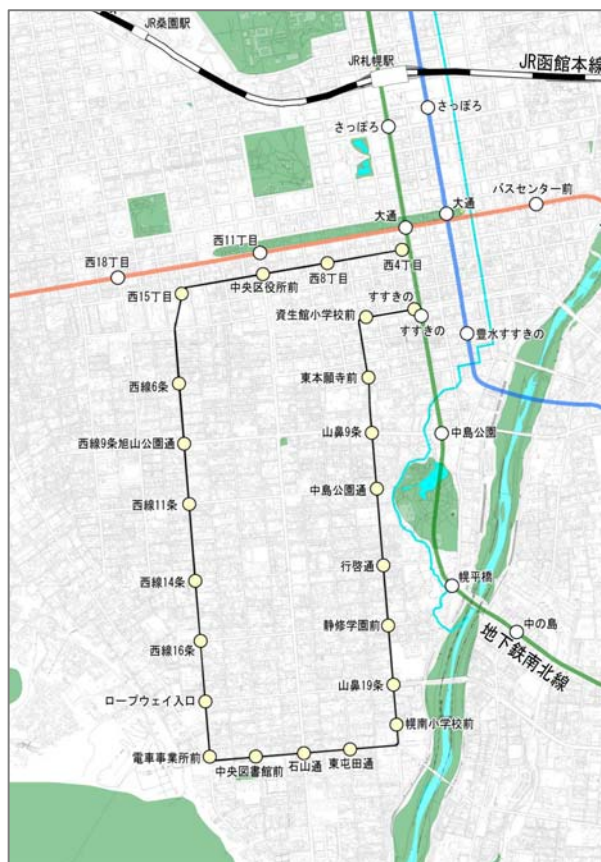 JR桑園駅
JR札幌駅
JR函館本線
さっぽろ
さっぽろ
バスセンター前
大通
大通
西11丁目
西18丁目
西4丁目
西8丁目
中央区役所前
西15丁目
すすきの
資生館小学校前
すすきの
豊水すすきの
東本願寺前
西線6条
山鼻9条
中島公園
西線9条旭山公園通
中島公園通
西線11条
行啓通
西線14条
幌平橋
静修学園前
中の島
西線16条
地下鉄南北線
山鼻19条
ロープウェイ入口
幌南小学校前
電車事業所前
中央図書館前
石山通
東屯田通